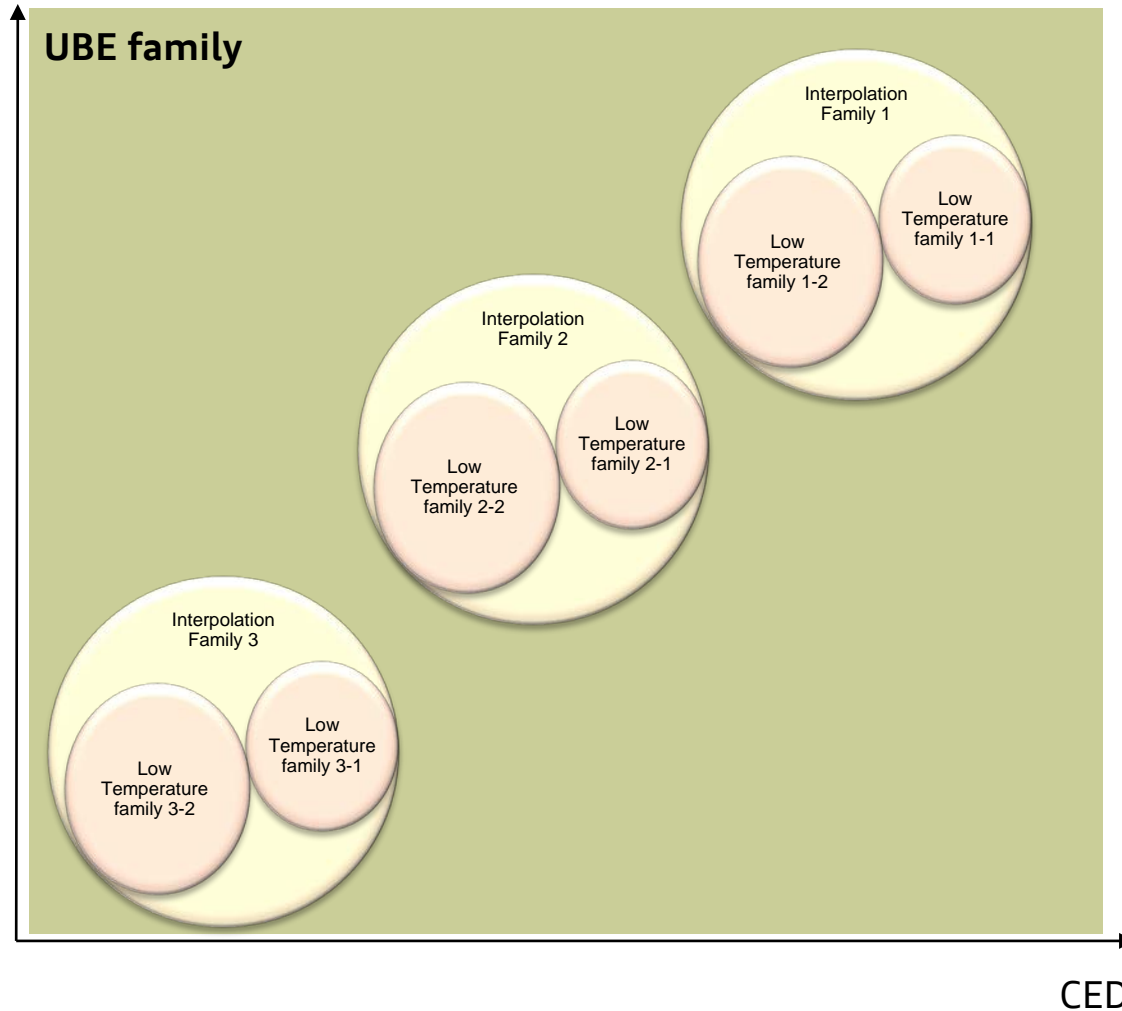 UBE family
Interpolation
Family 1
Low
Temperature
family 1-1
Low
Temperature
family 1-2
Interpolation
Family 2
Low
Temperature
family 2-1
Low
Temperature
family 2-2
Interpolation
Family 3
Low
Temperature
family 3-1
Low
Temperature
family 3-2
CED